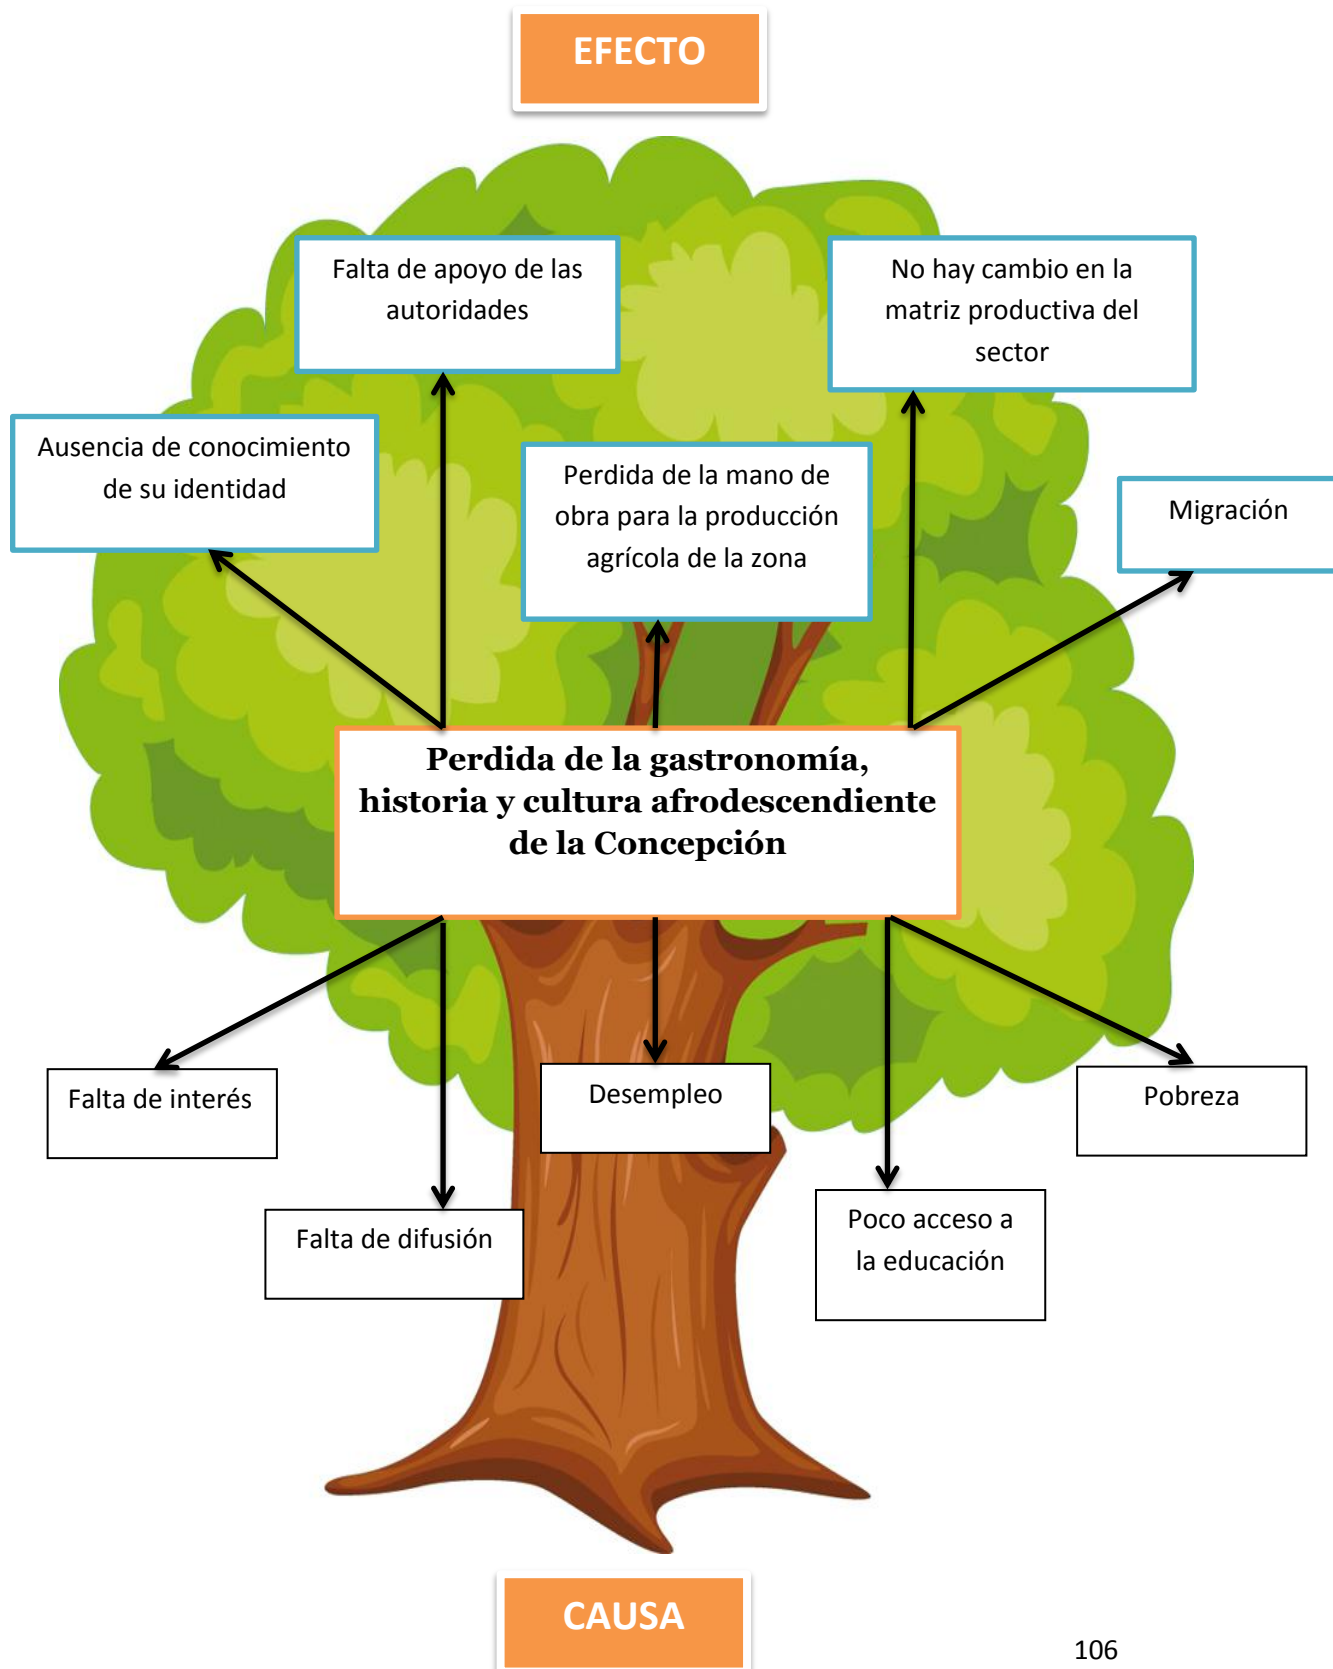 EFECTO
Falta de apoyo de las
autoridades
No hay cambio en la
matriz productiva del
sector
Ausencia de conocimiento
de su identidad
Perdida de la mano de
obra para la producción
agrícola de la zona
Migración
Perdida de la gastronomía,
historia y cultura afrodescendiente
de la Concepción
Falta de interés
Desempleo
Pobreza
Falta de difusión
Poco acceso a
la educación
CAUSA
106